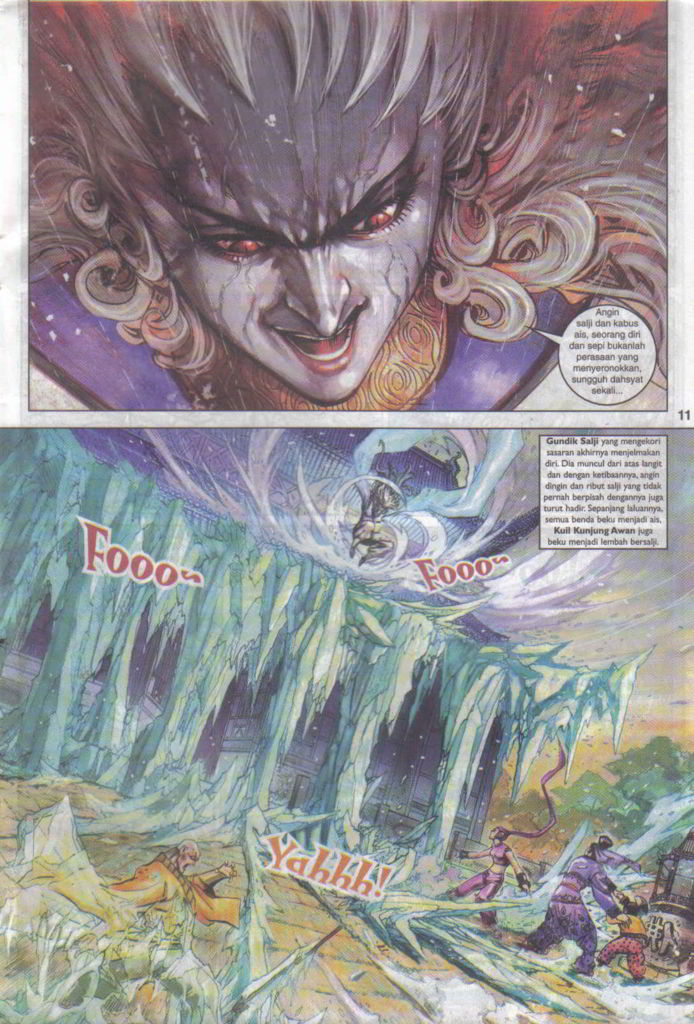 Angin
salji dan kabus
ais, seorang diri
dan sepi bukanlah
perasaan yang
menyeronokkan,
sungguh dahsyat
sekali...
11
Gundik Salji yang mengekori
sasaran akhirnya menjelmakan
diri. Dia muncul dari atas langit
dan dengan ketibaannya, angin
dingin dan ribut salji yang tidak
pernah berpisah dengannya juga
turut hadir. Sepanjang laluannya,
semua benda beku menjadi ais,
Kuil Kunjung Awan juga
beku menjadi lembah bersalji.
Fooo~
Fooo~
Yahhh!